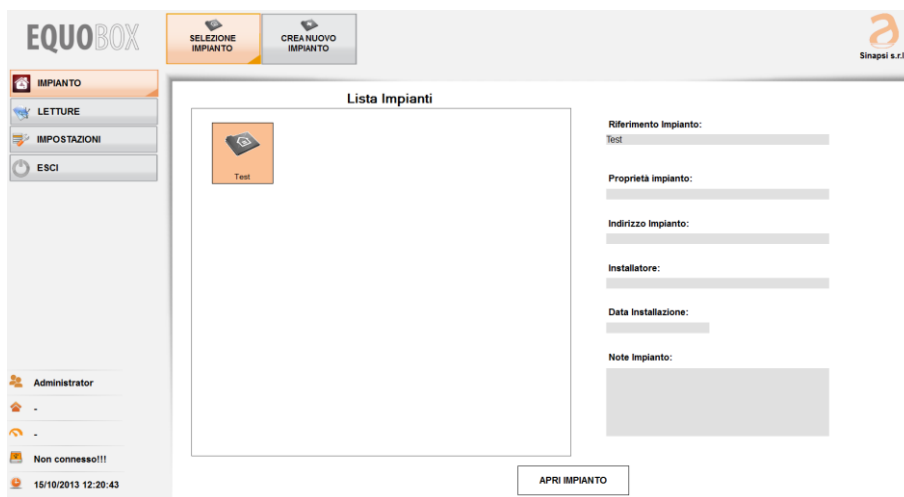 EQUOBOX
SELEZIONE
IMPIANTO
CREA NUOVO
IMPIANTO
Sinapsi s.r.l
IMPIANTO
LETTURE
IMPOSTAZIONI
ESCI
Lista Impianti
Test
Riferimento Impianto:
Test
Proprietà impianto:
Indirizzo Impianto:
Installatore:
Data Installazione:
Note Impianto:
Administrator
-
-
Non connesso!!!
15/10/2013 12:20:43
APRI IMPIANTO